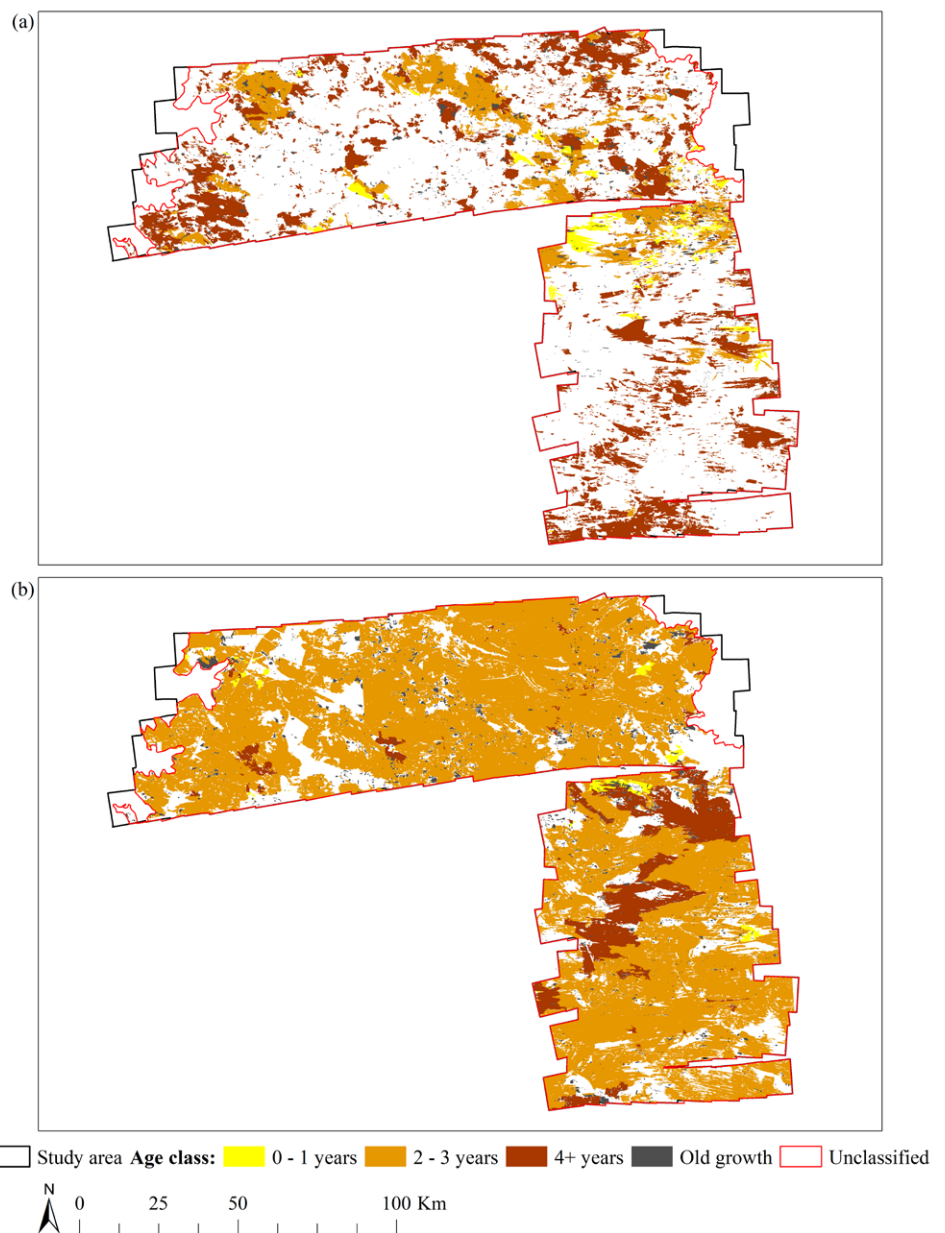 (a)
(b)
Study area Age class: 0 - 1 years 2 - 3 years 4+ years Old growth Unclassified
N
0 25 50 100 Km